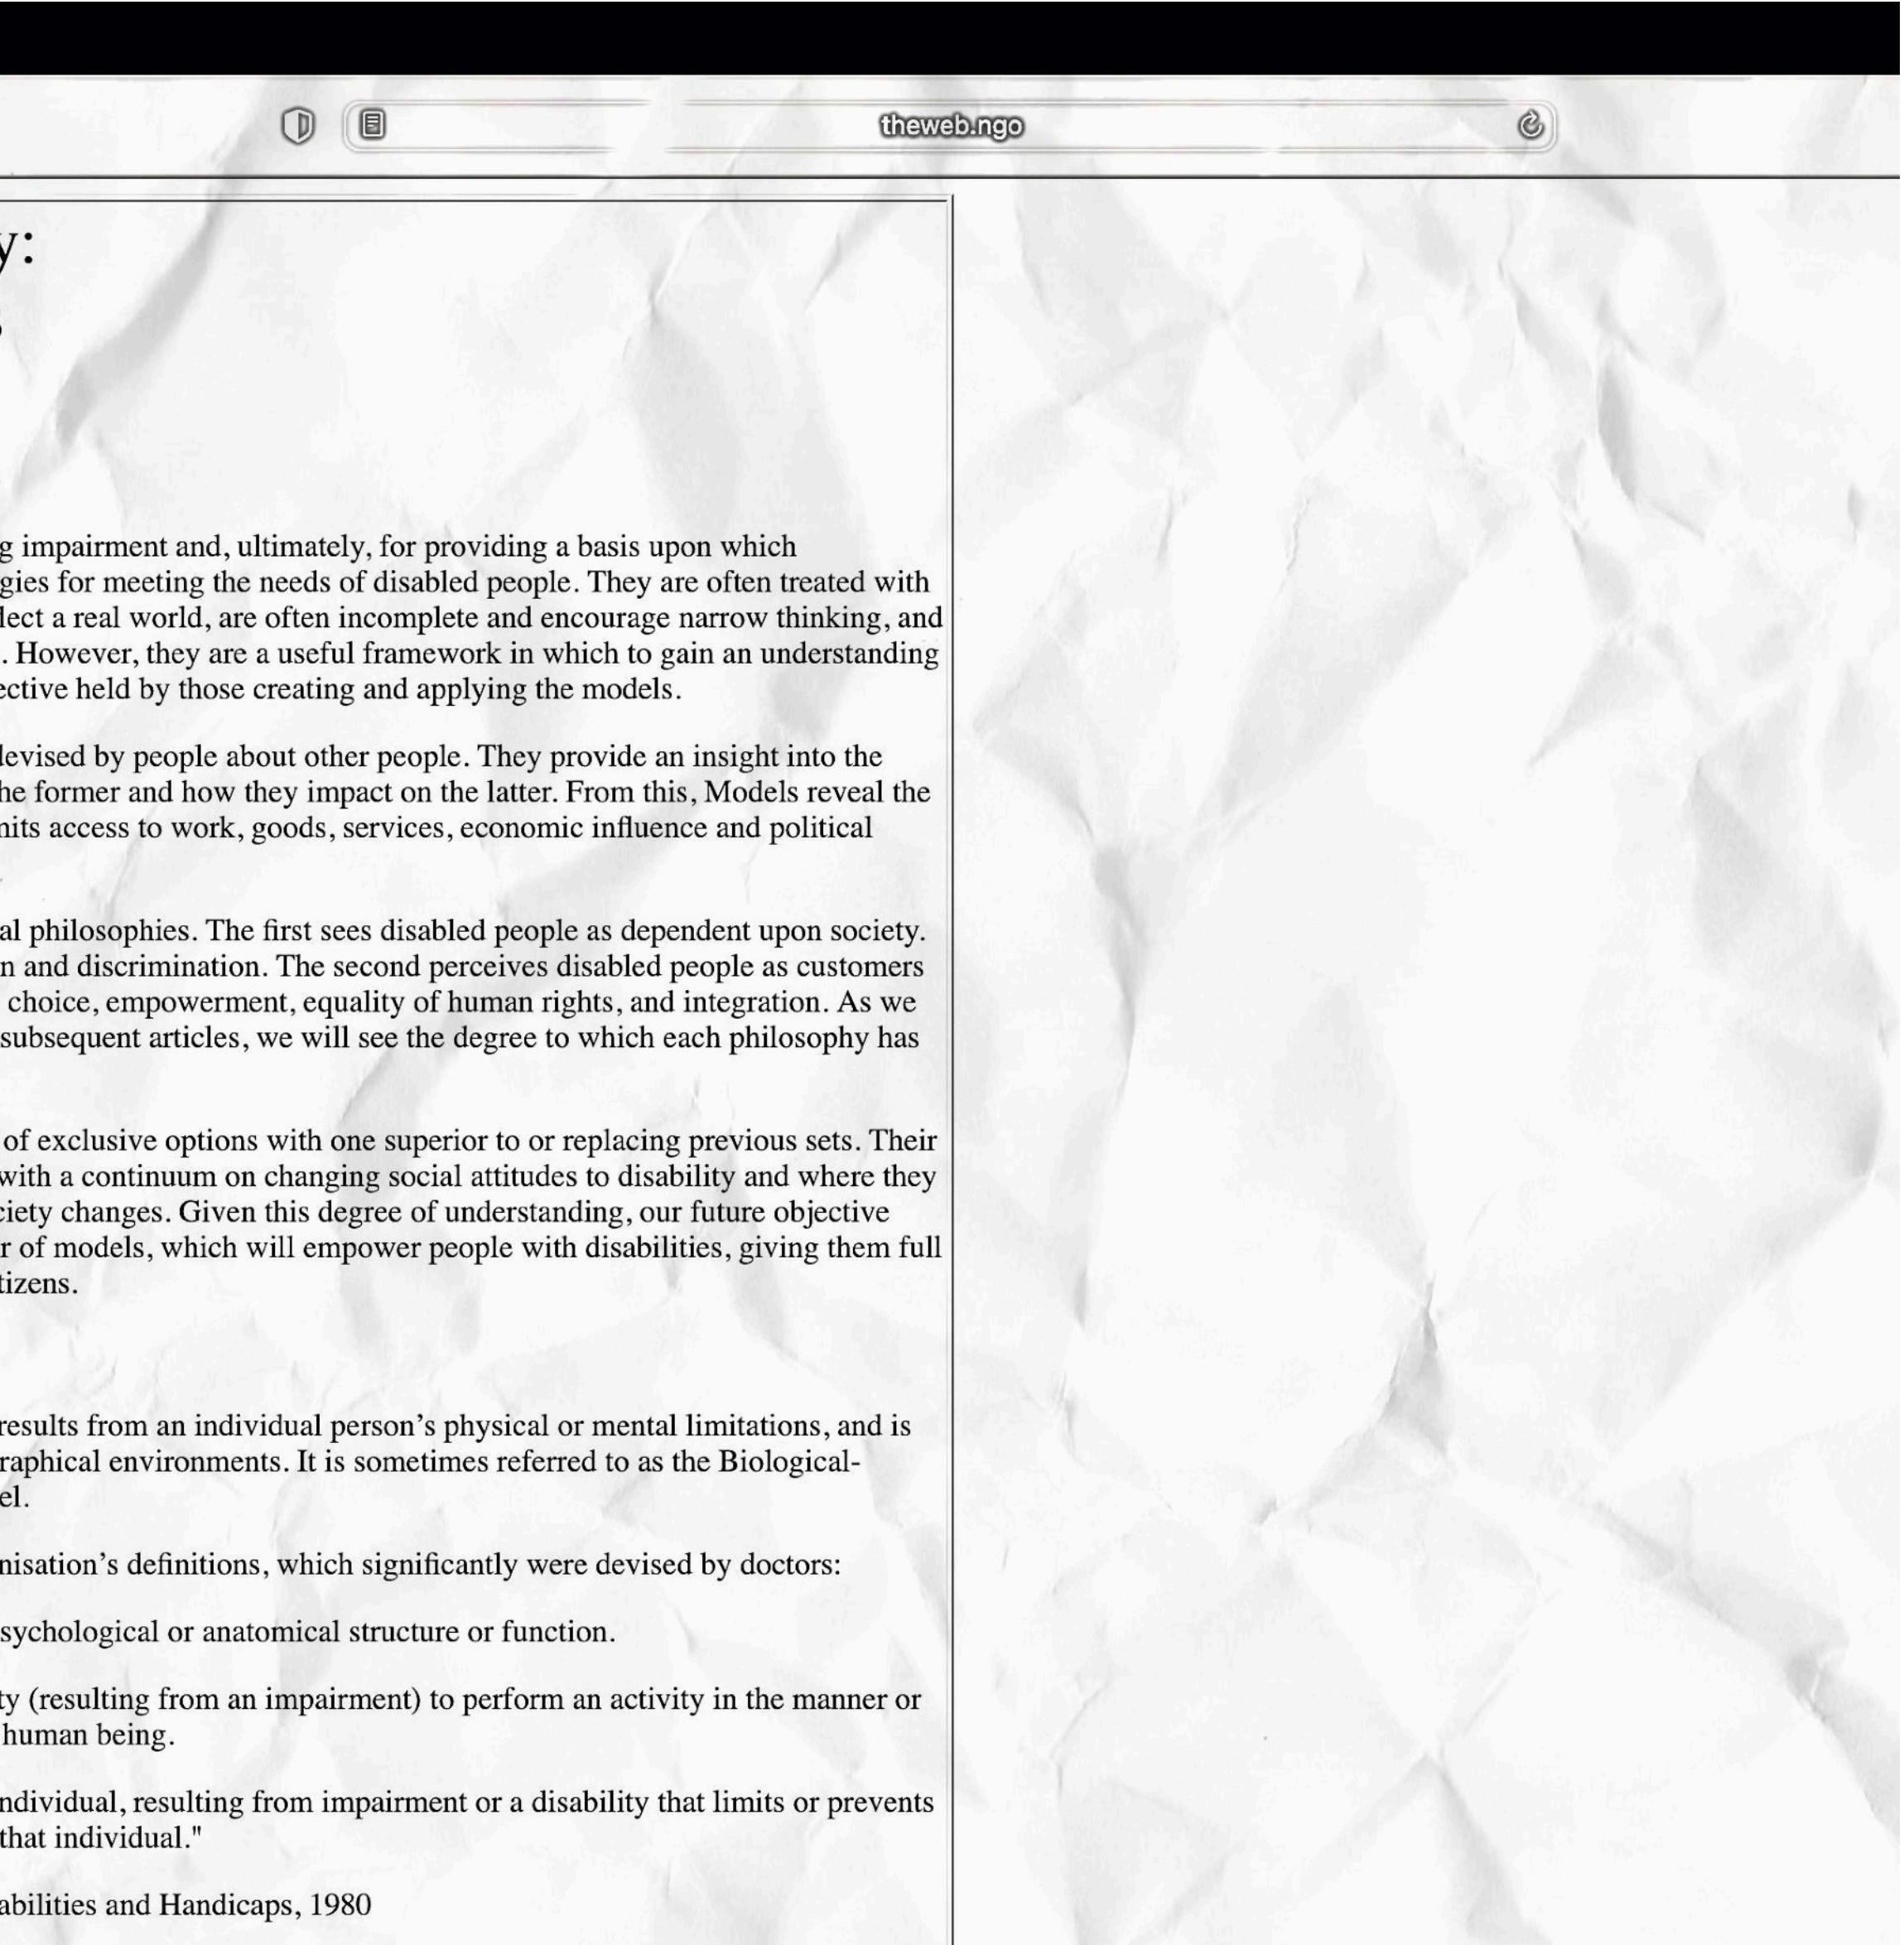 theweb.ngo
y:
g impairment and, ultimately, for providing a basis upon which
gies for meeting the needs of disabled people. They are often treated with
lect a real world, are often incomplete and encourage narrow thinking, and
. However, they are a useful framework in which to gain an understanding
ective held by those creating and applying the models.
levised by people about other people. They provide an insight into the
he former and how they impact on the latter. From this, Models reveal the
nits access to work, goods, services, economic influence and political
al philosophies. The first sees disabled people as dependent upon society.
n and discrimination. The second perceives disabled people as customers
choice, empowerment, equality of human rights, and integration. As we
subsequent articles, we will see the degree to which each philosophy has
of exclusive options with one superior to or replacing previous sets. Their
with a continuum on changing social attitudes to disability and where they
ciety changes. Given this degree of understanding, our future objective
r of models, which will empower people with disabilities, giving them full
tizens.
results from an individual person’s physical or mental limitations, and is
raphical environments. It is sometimes referred to as the Biological-
el.
nisation’s definitions, which significantly were devised by doctors:
sychological or anatomical structure or function.
ty (resulting from an impairment) to perform an activity in the manner or
human being.
ndividual, resulting from impairment or a disability that limits or prevents
that individual."
abilities and Handicaps, 1980